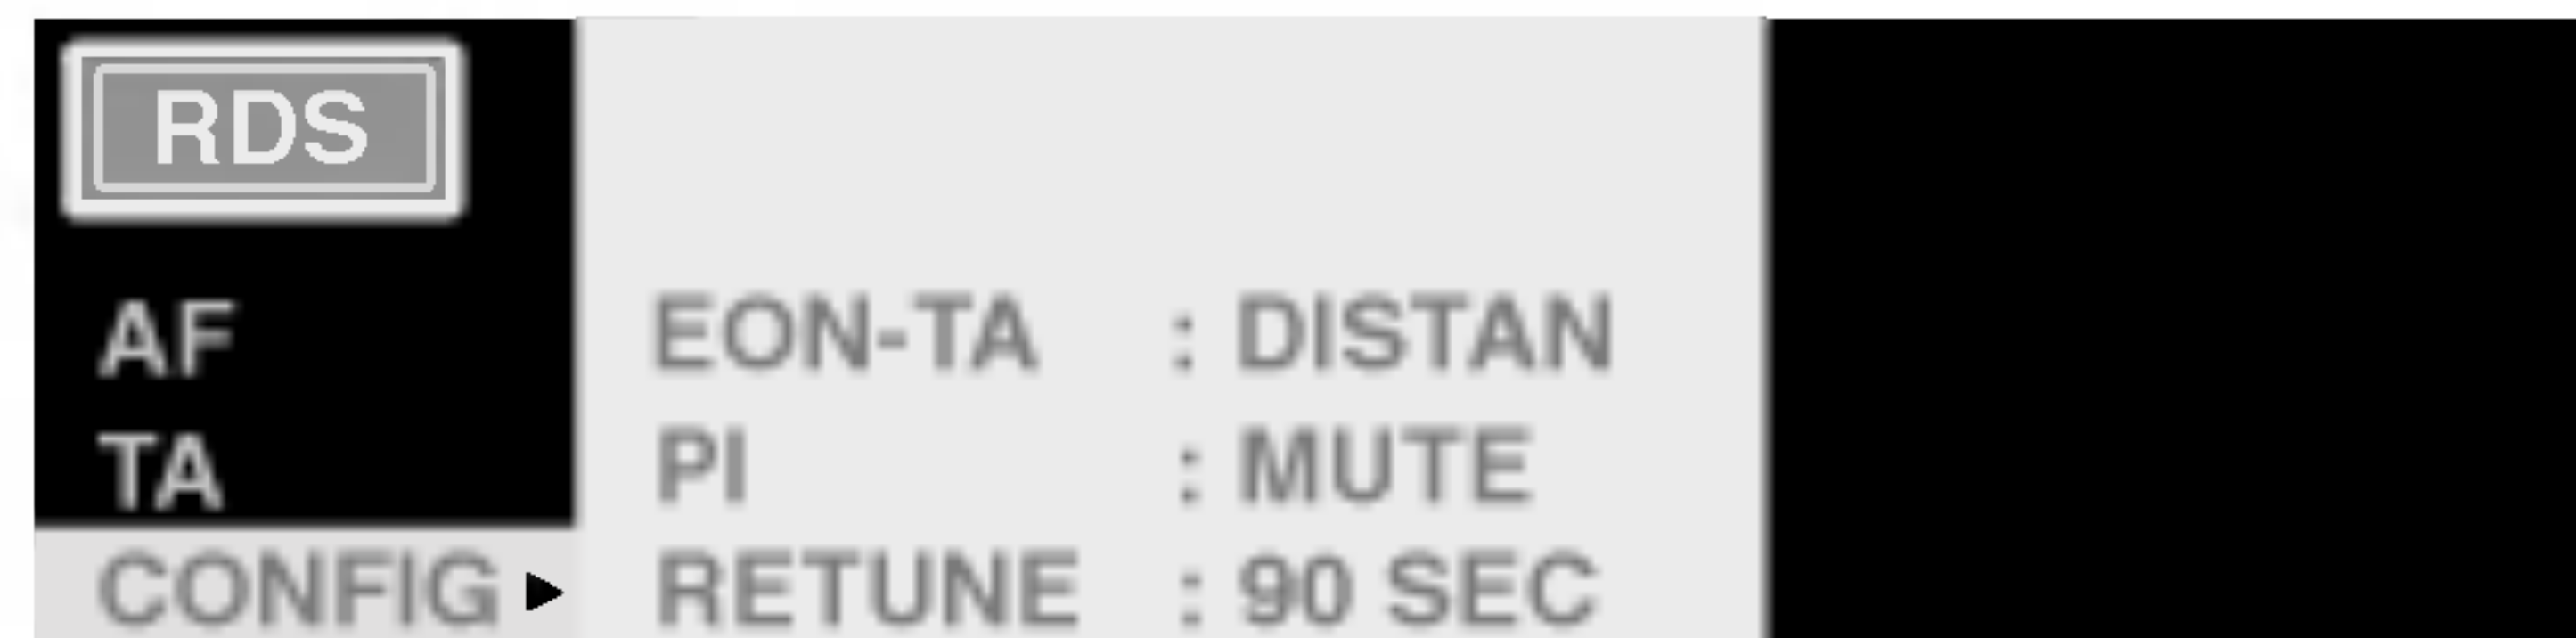 RDS
AF
TA
CONFIG ►
EON-TA : DISTAN
PI : MUTE
RETUNE : 90 SEC